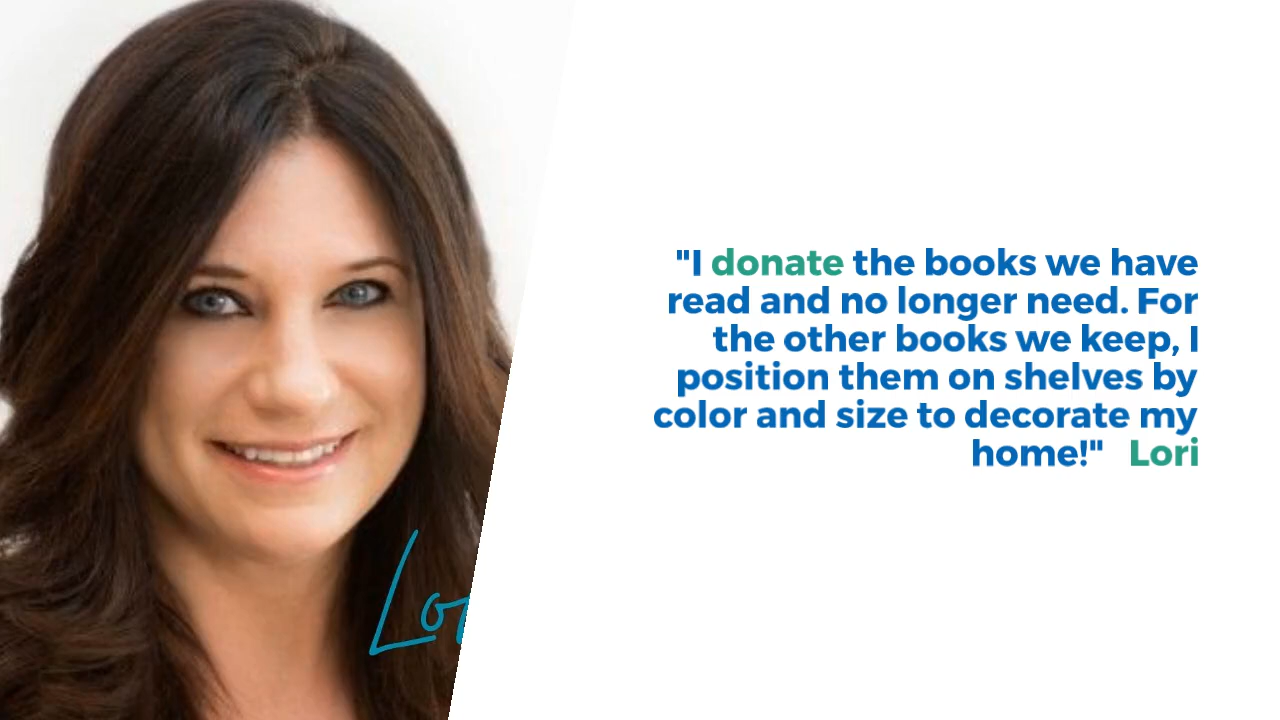 "I donate the books we have
read and no longer need. For
the other books we keep, I
position them on shelves by
color and size to decorate my
home!" Lori
Lo